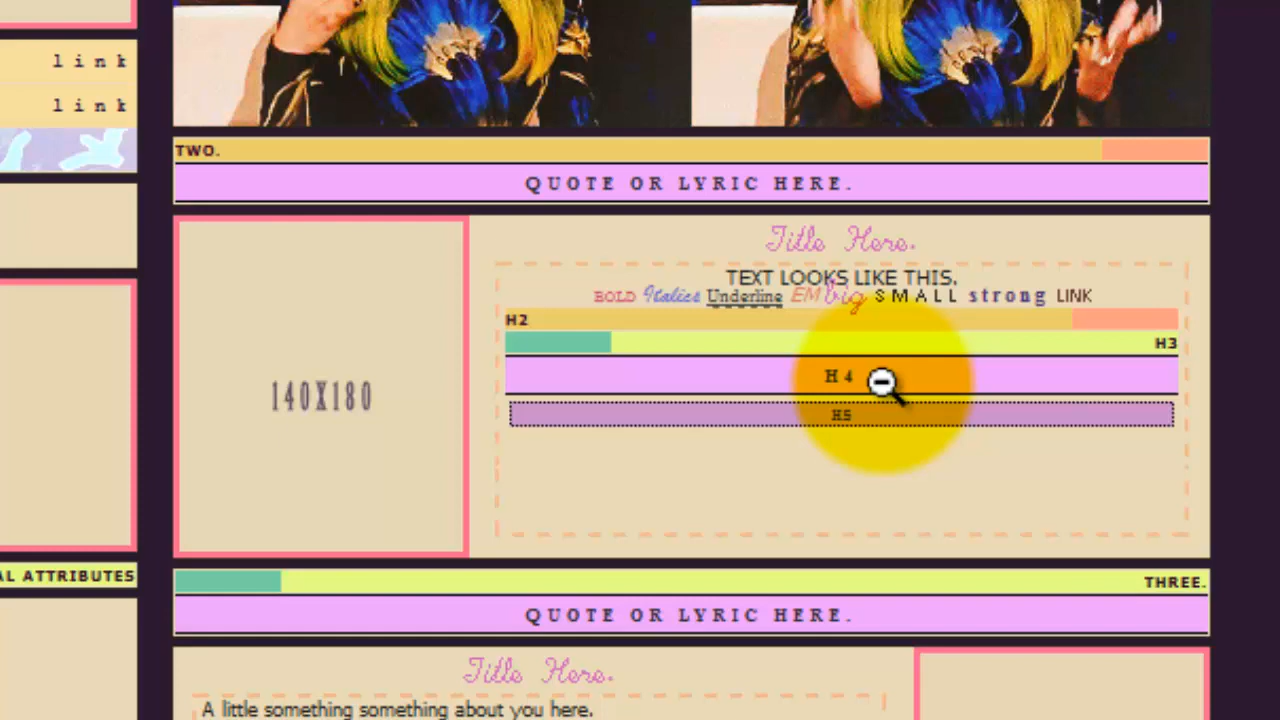 link
link
TWO.
QUOTE OR LYRIC HERE.
Title Here.
TEXT LOOKS LIKE THIS.
BOLD Italics Underline EM big SMALL strong LINK
H2
H3
H4
H5
140X180
AL ATTRIBUTES
THREE.
QUOTE OR LYRIC HERE.
Title Here.
A little something something about you here.